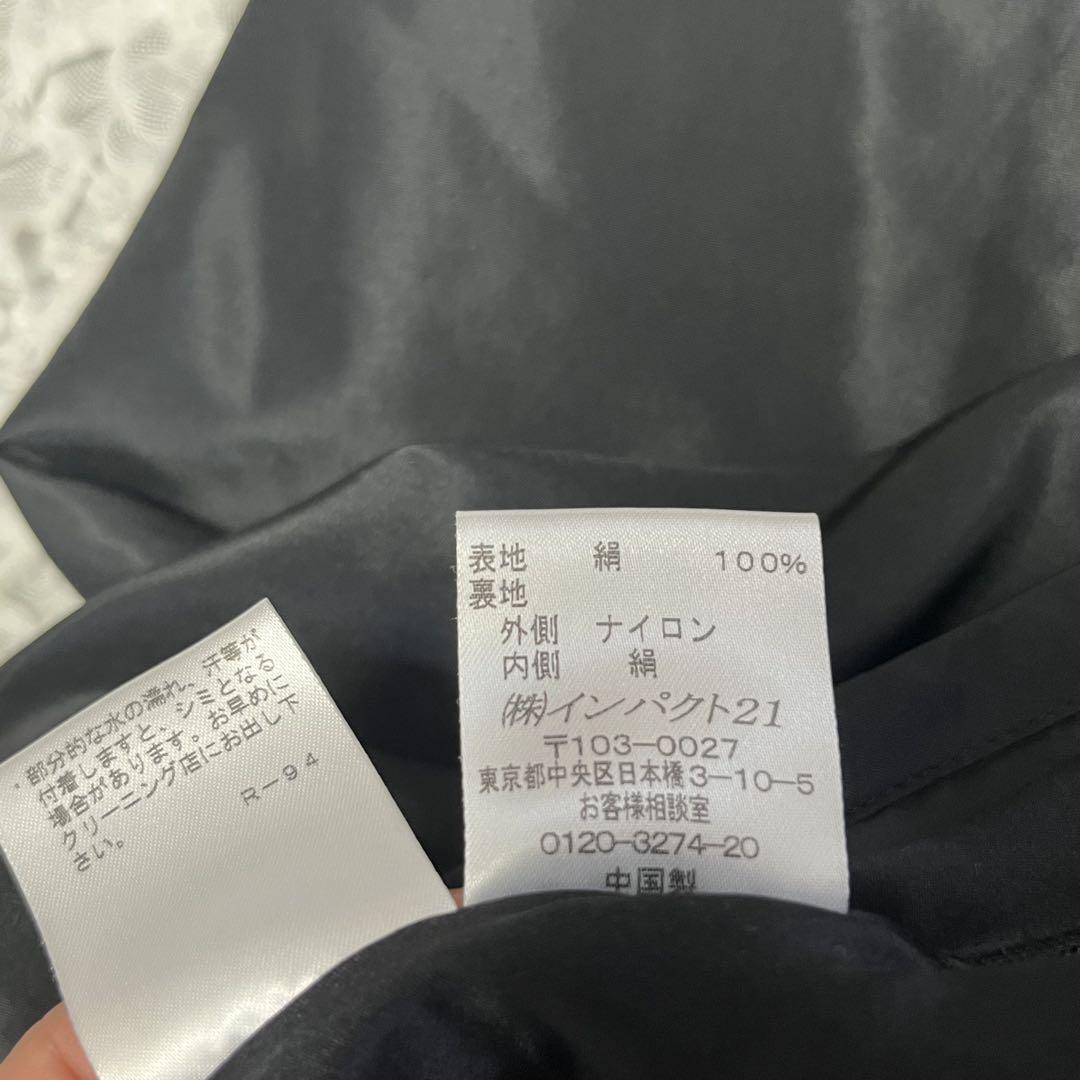 ・部分的な水の濡れ、汗等が
付着しますと、シミとなる
場合があります。お早めに
クリーニング店にお出し下
さい。
R-94
表地 絹 100%
裏地
外側 ナイロン
内側 絹
(株)インパクト21
〒103-0027
東京都中央区日本橋3-10-5
お客様相談室
0120-3274-20
中国製